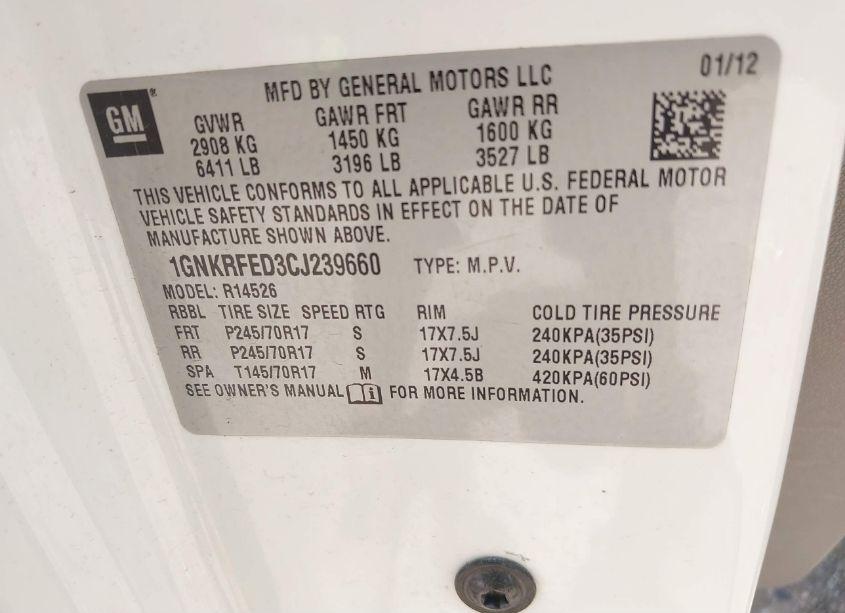 MFD BY GENERAL MOTORS LLC 01/12
GM
GVWR GAWR FRT GAWR RR
2908 KG 1450 KG 1600 KG
6411 LB 3196 LB 3527 LB
THIS VEHICLE CONFORMS TO ALL APPLICABLE U.S. FEDERAL MOTOR
VEHICLE SAFETY STANDARDS IN EFFECT ON THE DATE OF
MANUFACTURE SHOWN ABOVE.
1GNKRFED3CJ239660 TYPE: M.P.V.
MODEL: R14526
RBBL TIRE SIZE SPEED RTG RIM COLD TIRE PRESSURE
FRT P245/70R17 S 17X7.5J 240KPA(35PSI)
RR P245/70R17 S 17X7.5J 240KPA(35PSI)
SPA T145/70R17 M 17X4.5B 420KPA(60PSI)
SEE OWNER'S MANUAL FOR MORE INFORMATION.